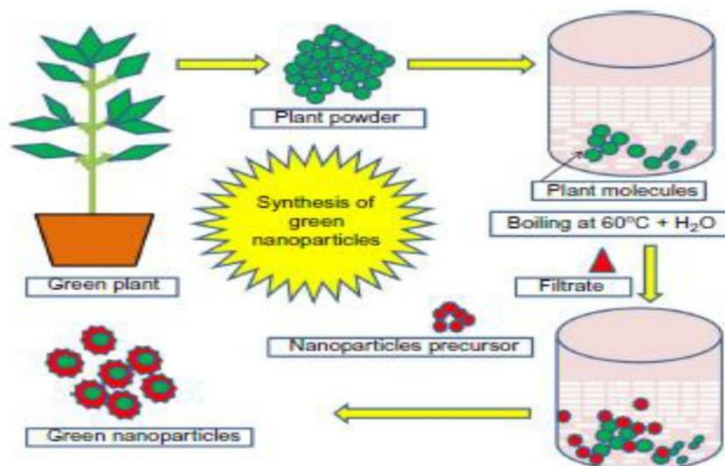 Plant powder
Plant molecules
Boiling at 60°C + H₂O
Synthesis of
green
nanoparticles
Green plant
Filtrate
Nanoparticles precursor
Green nanoparticles